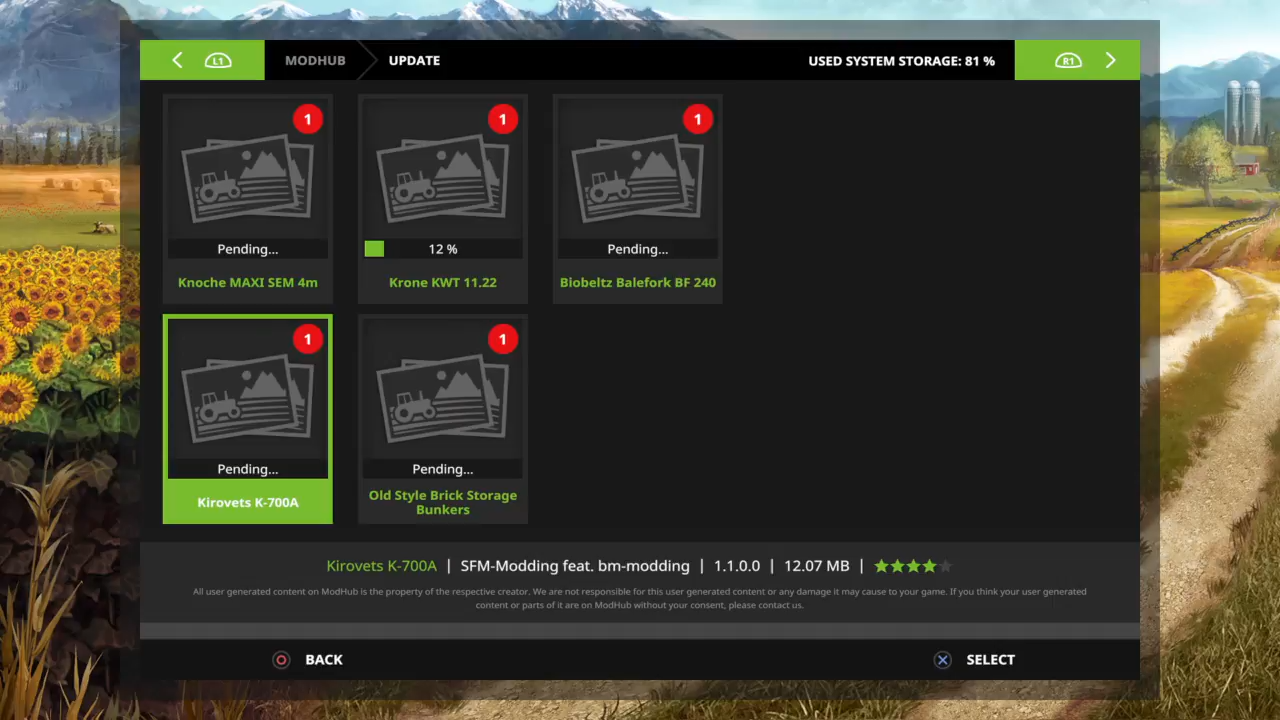 L1
MODHUB
UPDATE
USED SYSTEM STORAGE: 81 %
R1
1
1
1
Pending...
12 %
Pending...
Knoche MAXI SEM 4m
Krone KWT 11.22
Biobeltz Balefork BF 240
1
1
Pending...
Pending...
Kirovets K-700A
Old Style Brick Storage
Bunkers
Kirovets K-700A | SFM-Modding feat. bm-modding | 1.1.0.0 | 12.07 MB |
All user generated content on ModHub is the property of the respective creator. We are not responsible for this user generated content or any damage it may cause to your game. If you think your user generated
content or parts of it are on ModHub without your consent, please contact us.
BACK
SELECT